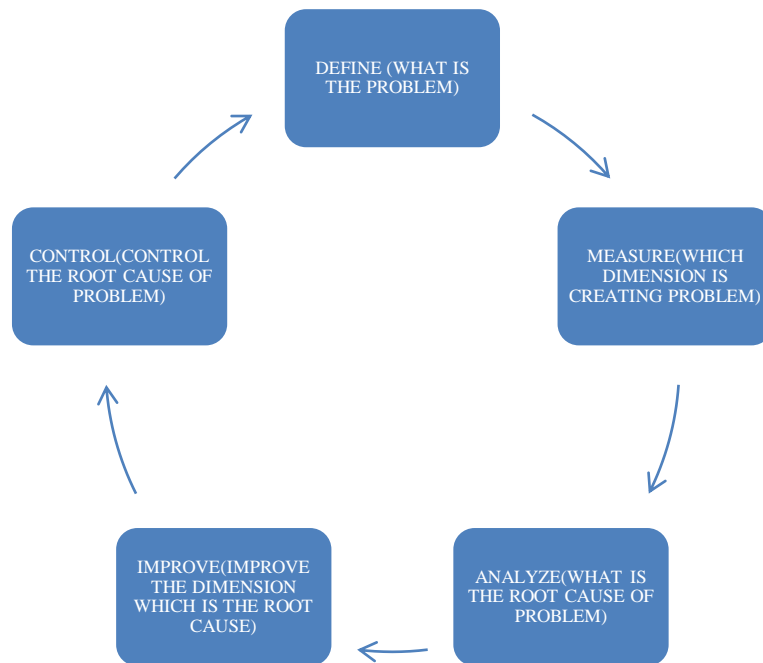 DEFINE (WHAT IS
THE PROBLEM)
MEASURE(WHICH
DIMENSION IS
CREATING PROBLEM)
ANALYZE(WHAT IS
THE ROOT CAUSE OF
PROBLEM)
IMPROVE(IMPROVE
THE DIMENSION
WHICH IS THE ROOT
CAUSE)
CONTROL(CONTROL
THE ROOT CAUSE OF
PROBLEM)